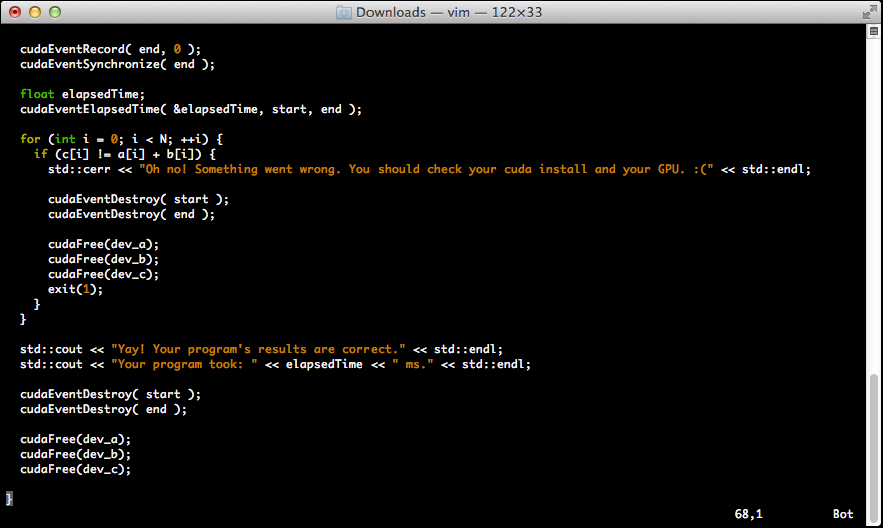 Downloads — vim — 122×33
cudaEventRecord( end, 0 );
cudaEventSynchronize( end );
float elapsedTime;
cudaEventElapsedTime( &elapsedTime, start, end );
for (int i = 0; i < N; ++i) {
if (c[i] != a[i] + b[i]) {
std::cerr << "Oh no! Something went wrong. You should check your cuda install and your GPU. :(" << std::endl;
cudaEventDestroy( start );
cudaEventDestroy( end );
cudaFree(dev_a);
cudaFree(dev_b);
cudaFree(dev_c);
exit(1);
}
}
std::cout << "Yay! Your program's results are correct." << std::endl;
std::cout << "Your program took: " << elapsedTime << " ms." << std::endl;
cudaEventDestroy( start );
cudaEventDestroy( end );
cudaFree(dev_a);
cudaFree(dev_b);
cudaFree(dev_c);
}
68,1 Bot